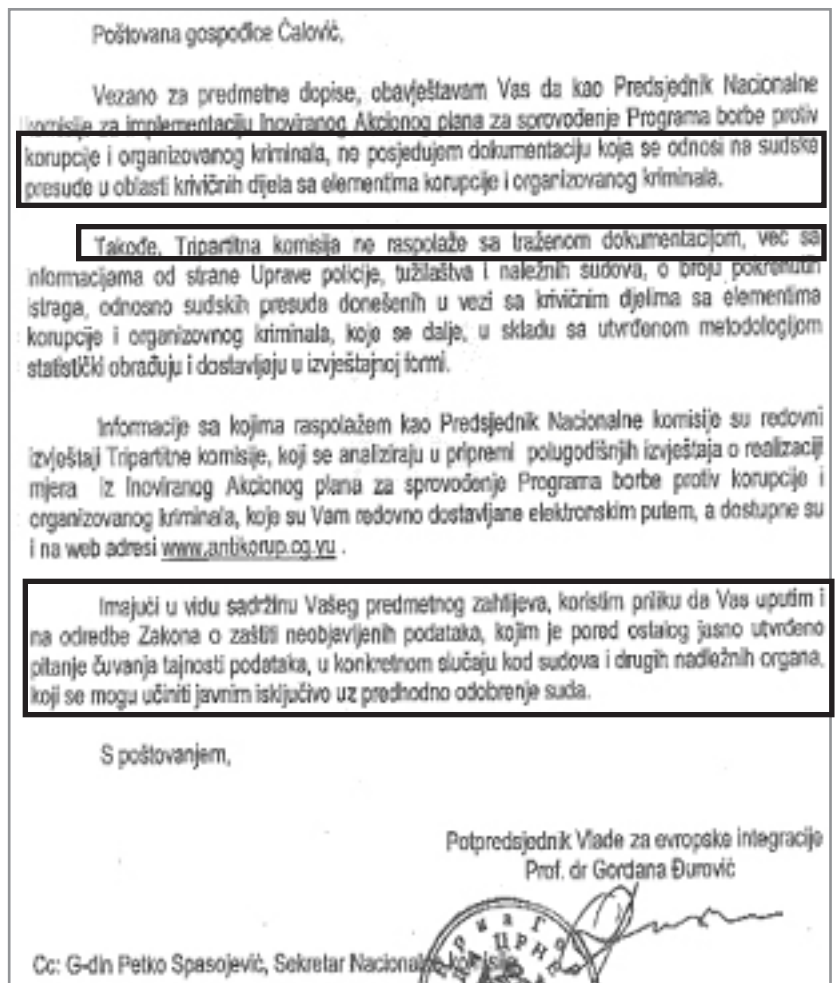 Poštovana gospođice Ćalović,
Vezano za predmetne dopise, obavještavam Vas da kao Predsjednik Nacionalne
komisije za implementaciju Inoviranog Akcionog plana za sprovođenje Programa borbe protiv
korupcije i organizovanog kriminala, ne posjedujem dokumentaciju koja se odnosi na sudske
presude u oblasti krivičnih dijela sa elementima korupcije i organizovanog kriminala.
Takođe, Tripartitna komisija ne raspolaže sa traženom dokumentacijom, već sa
informacijama od strane Uprave policije, tužilaštva i naležnih sudova, o broju pokrenutih
istraga, odnosno sudskih presuda donešenih u vezi sa krivičnim djelima sa elementima
korupcije i organizovnog kriminala, koje se dalje, u skladu sa utvrđenom metodologijom
statistički obrađuju i dostavljaju u izvještajnoj formi.
Informacije sa kojima raspolažem kao Predsjednik Nacionalne komisije su redovni
izvještaji Tripartitne komisije, koji se analiziraju u pripremi polugodišnjih izvještaja o realizaciji
mjera iz Inoviranog Akcionog plana za sprovođenje Programa borbe protiv korupcije i
organizovanog kriminala, koje su Vam redovno dostavljane elektronskim putem, a dostupne su
i na web adresi www.antikorup.cg.yu .
Imajući u vidu sadržinu Vašeg predmetnog zahtijeva, koristim priliku da Vas uputim i
na odredbe Zakona o zaštiti neobjavljenih podataka, kojim je pored ostalog jasno utvrđeno
pitanje čuvanja tajnosti podataka, u konkretnom slučaju kod sudova i drugih nadležnih organa,
koji se mogu učiniti javnim isključivo uz predhodno odobrenje suda.
S poštovanjem,
Potpredsjednik Vlade za evropske integracije
Prof. dr Gordana Đurović
Cc: G-din Petko Spasojević, Sekretar Nacionalne komisije